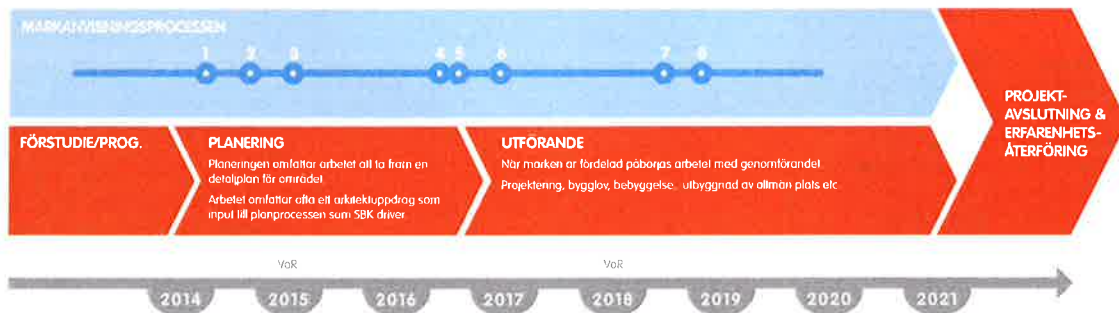 MARKANVISNINGSPROCESSEN
1 2 3 4 5 6 7 8
FÖRSTUDIE/PROG.
PLANERING
Planeringen omfattar arbetet att ta fram en
detaljplan för området
Arbetet omfattar ofta ett arkitektuppdrag som
input till planprocessen som SBK driver
UTFÖRANDE
När marken är fördelad påbörjas arbetet med genomförandet
Projektering, bygglov, bebyggelse, utbyggnad av allmän plats etc
PROJEKT-
AVSLUTNING &
ERFARENHETS-
ÅTERFÖRING
VoR VoR
2014 2015 2016 2017 2018 2019 2020 2021